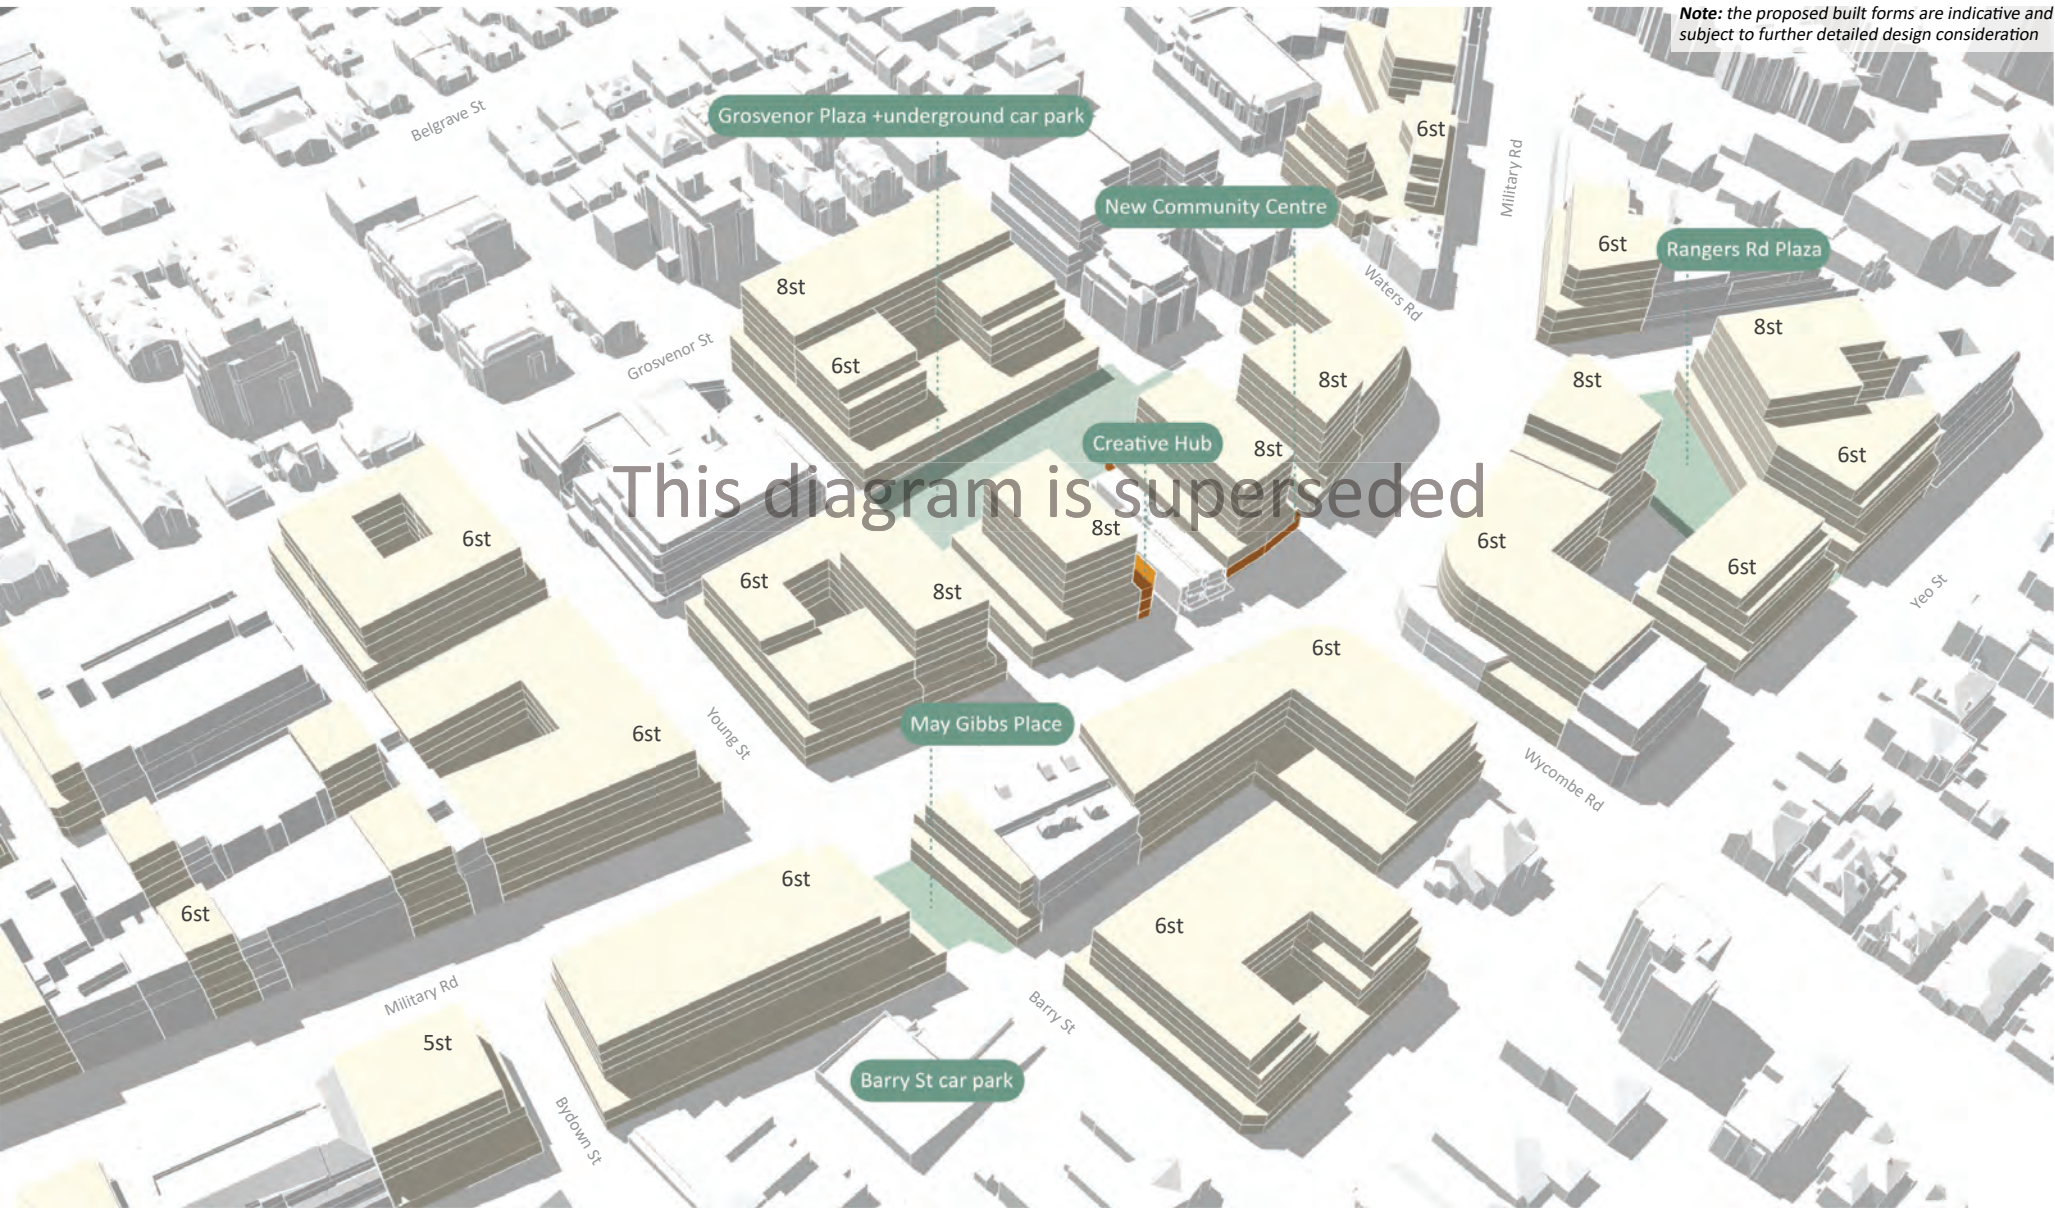 Note: the proposed built forms are indicative and
subject to further detailed design consideration
Belgrave St
Grosvenor Plaza +underground car park
6st
Military Rd
New Community Centre
6st
Rangers Rd Plaza
Waters Rd
8st
8st
Grosvenor St
6st
8st
8st
Creative Hub
8st
6st
This diagram is superseded
6st
8st
6st
6st
6st
8st
Yeo St
6st
May Gibbs Place
6st
Young St
Wycombe Rd
6st
6st
6st
Military Rd
Barry St
5st
Barry St car park
Bydown St